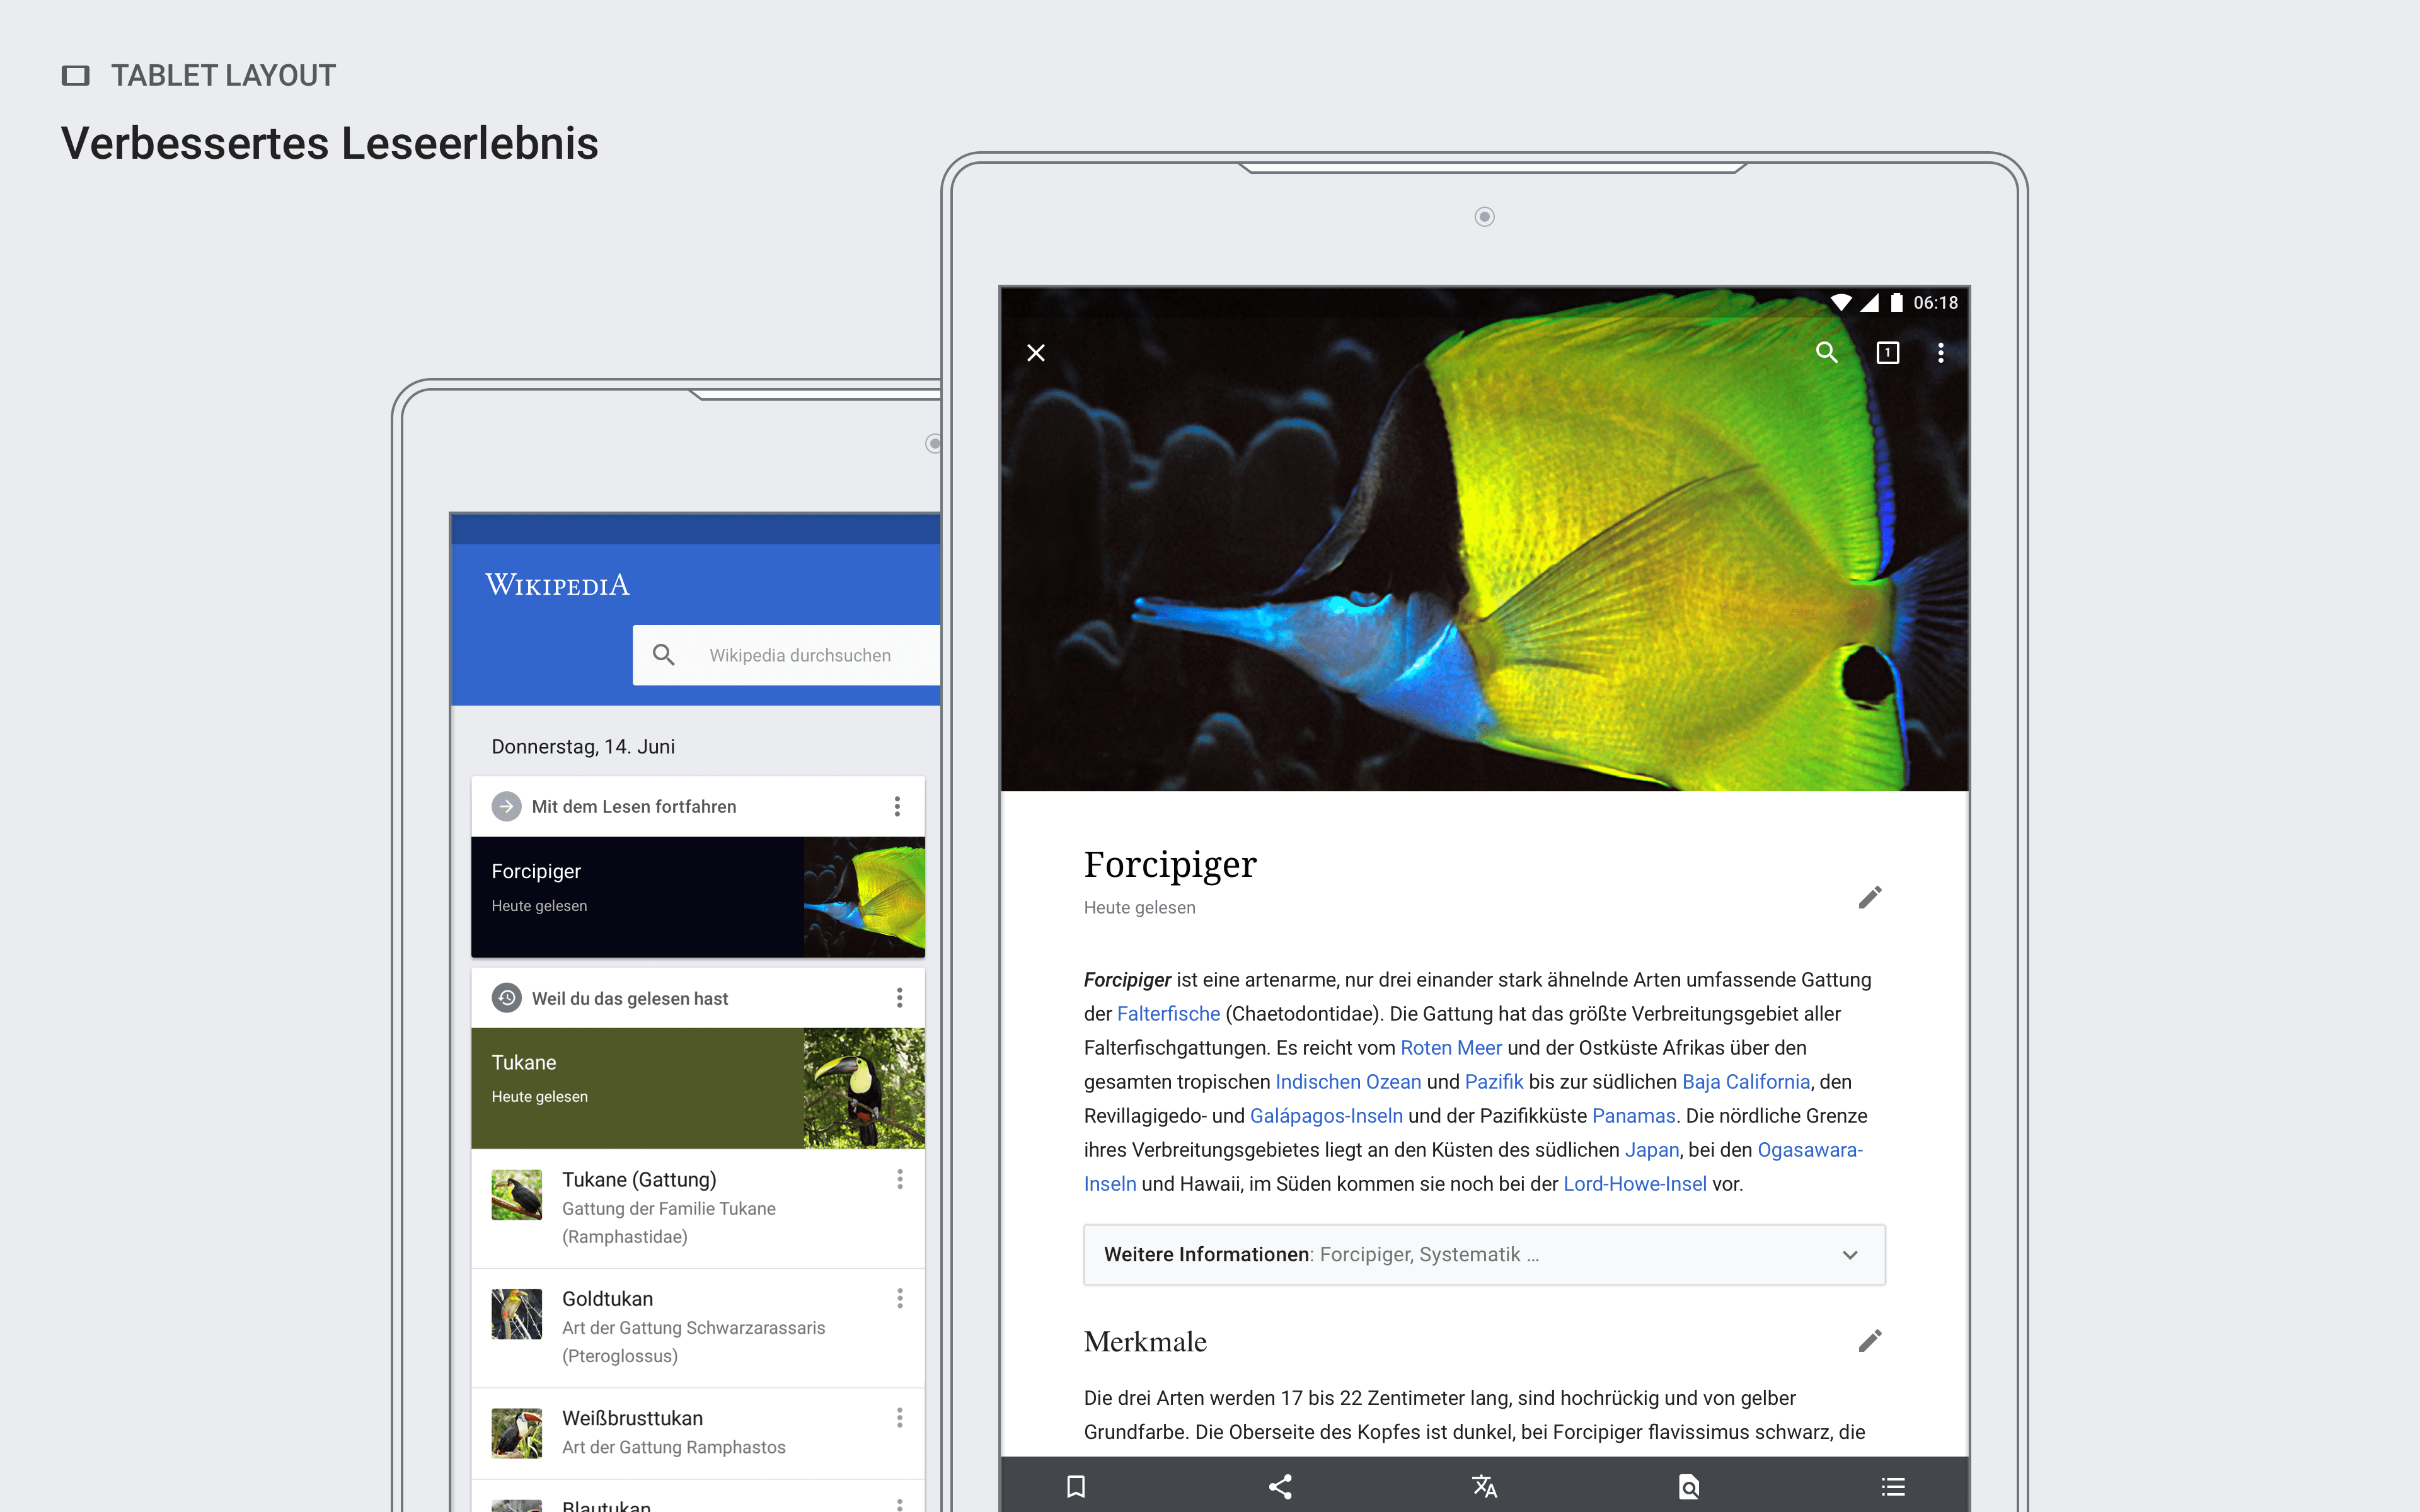 TABLET LAYOUT
Verbessertes Leseerlebnis
WIKIPEDIA
Wikipedia durchsuchen
Donnerstag, 14. Juni
Mit dem Lesen fortfahren
Forcipiger
Heute gelesen
Weil du das gelesen hast
Tukane
Heute gelesen
Tukane (Gattung)
Gattung der Familie Tukane
(Ramphastidae)
Goldtukan
Art der Gattung Schwarzarassaris
(Pteroglossus)
Weißbrusttukan
Art der Gattung Ramphastos
Blautukan
06:18
1
Forcipiger
Heute gelesen
Forcipiger ist eine artenarme, nur drei einander stark ähnelnde Arten umfassende Gattung
der Falterfische (Chaetodontidae). Die Gattung hat das größte Verbreitungsgebiet aller
Falterfischgattungen. Es reicht vom Roten Meer und der Ostküste Afrikas über den
gesamten tropischen Indischen Ozean und Pazifik bis zur südlichen Baja California, den
Revillagigedo- und Galápagos-Inseln und der Pazifikküste Panamas. Die nördliche Grenze
ihres Verbreitungsgebietes liegt an den Küsten des südlichen Japan, bei den Ogasawara-
Inseln und Hawaii, im Süden kommen sie noch bei der Lord-Howe-Insel vor.
Weitere Informationen: Forcipiger, Systematik ...
Merkmale
Die drei Arten werden 17 bis 22 Zentimeter lang, sind hochrückig und von gelber
Grundfarbe. Die Oberseite des Kopfes ist dunkel, bei Forcipiger flavissimus schwarz, die